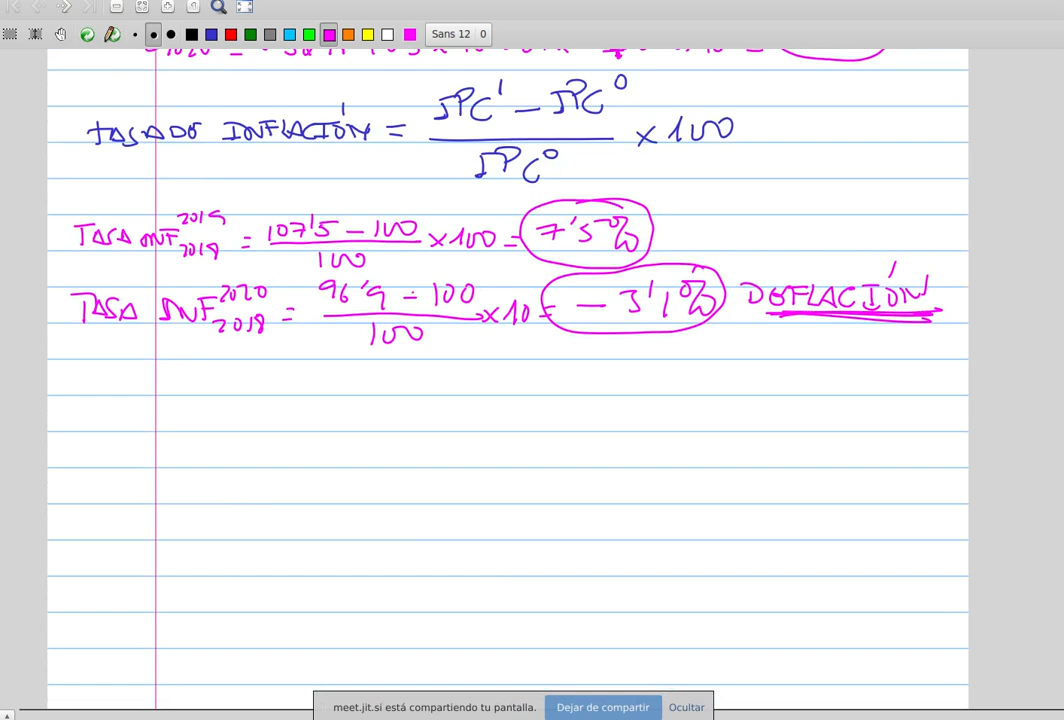 Sans 12 0
TASA DE INFLACIÓN = IPC¹ – IPC⁰ / IPC⁰ x 100
TASA INF 2019 2018 = 107'5 – 100 / 100 x 100 = 7'5%
TASA INF 2020 2018 = 96'9 – 100 / 100 x 10 = – 3'1% DEFLACIÓN
meet.jit.si está compartiendo tu pantalla. Dejar de compartir Ocultar